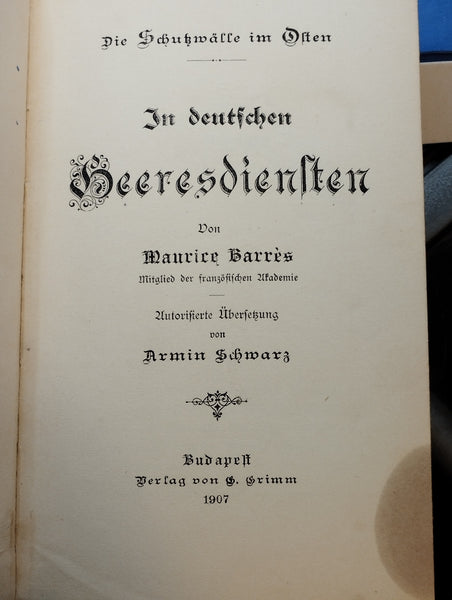 Die Schutzwälle im Osten
In deutschen
Heeresdiensten
Von
Maurice Barrès
Mitglied der französischen Akademie
Autorisierte Übersetzung
von
Armin Schwarz
Budapest
Verlag von G. Grimm
1907